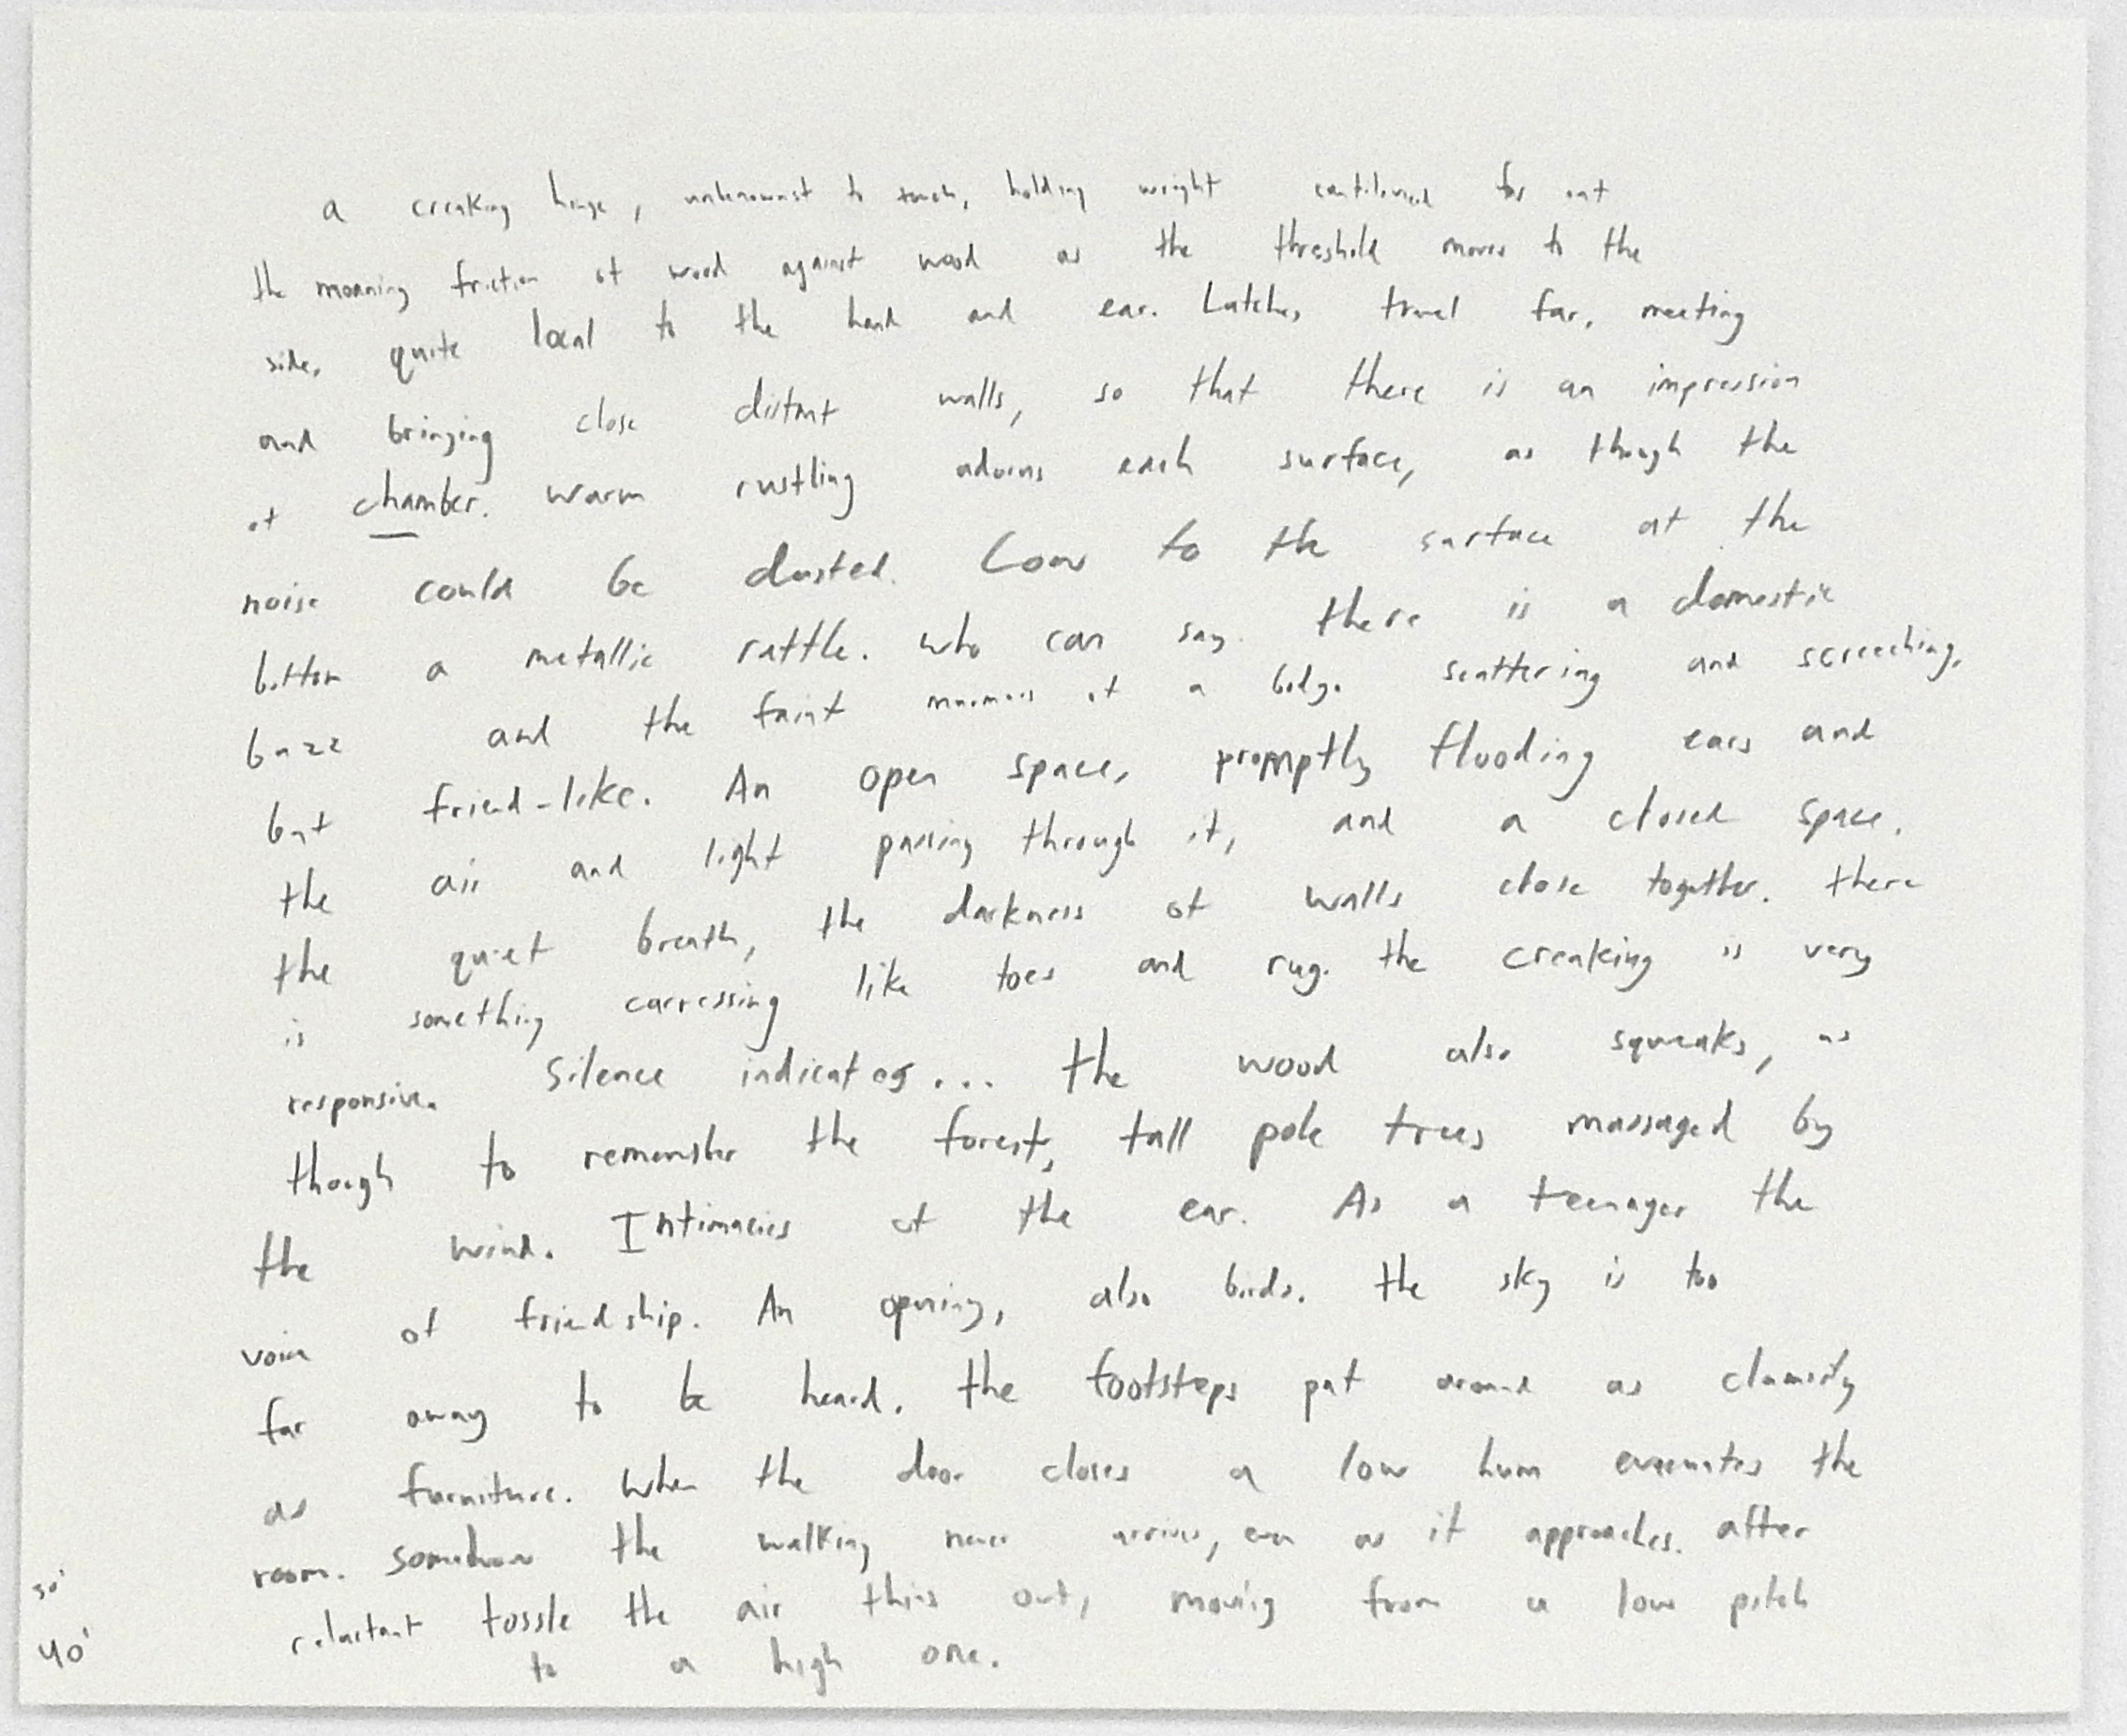 a creaking hinge, unbenownst to touch, holding weight cantilevered far out
the moaning friction of wood against wood as the threshold moves to the
side, quite local to the hand and ear. Latches travel far, meeting
and bringing close distant walls, so that there is an impression
of chamber. warm rustling adorns each surface, as though the
noise could be dusted. Low to the surface at the
bottom a metallic rattle. who can say. there is a domestic
buzz and the faint murmurs of a body. scattering and screeching,
but friend-like. An open space, promptly flooding ears and
the air and light passing through it, and a closed space.
the quiet breath, the darkness of walls close together. there
is something carressing like toes and rug. the creaking is very
responsive. Silence indicates... the wood also squeaks, as
though to remember the forest, tall pole trees massaged by
the wind. Intimacies of the ear. As a teenager the
voice of friendship. An opening, also birds. the sky is too
far away to be heard. the footsteps pat around as clumsily
as furniture. When the door closes a low hum evacuates the
room. Somehow the walking never arrives, even as it approaches. after
reluctant tossle the air thins out, moving from a low pitch
to a high one.
30'
40'